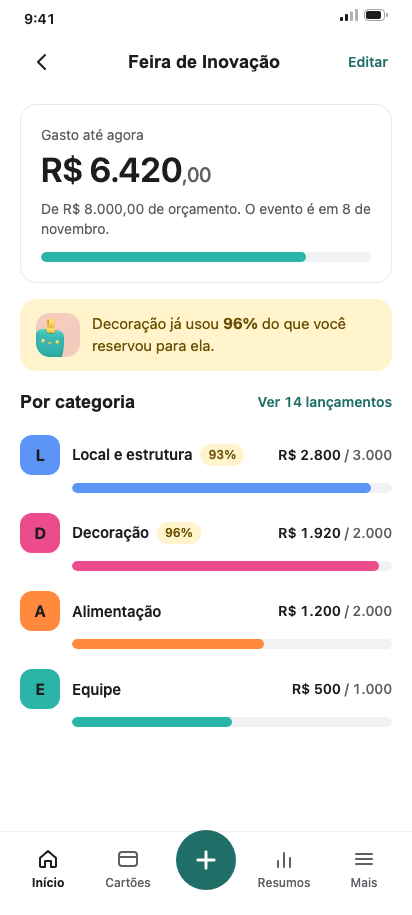 9:41
Feira de Inovação
Editar
Gasto até agora
R$ 6.420,00
De R$ 8.000,00 de orçamento. O evento é em 8 de
novembro.
Decoração já usou 96% do que você
reservou para ela.
Por categoria
Ver 14 lançamentos
L
Local e estrutura
93%
R$ 2.800 / 3.000
D
Decoração
96%
R$ 1.920 / 2.000
A
Alimentação
R$ 1.200 / 2.000
E
Equipe
R$ 500 / 1.000
Início
Cartões
Resumos
Mais